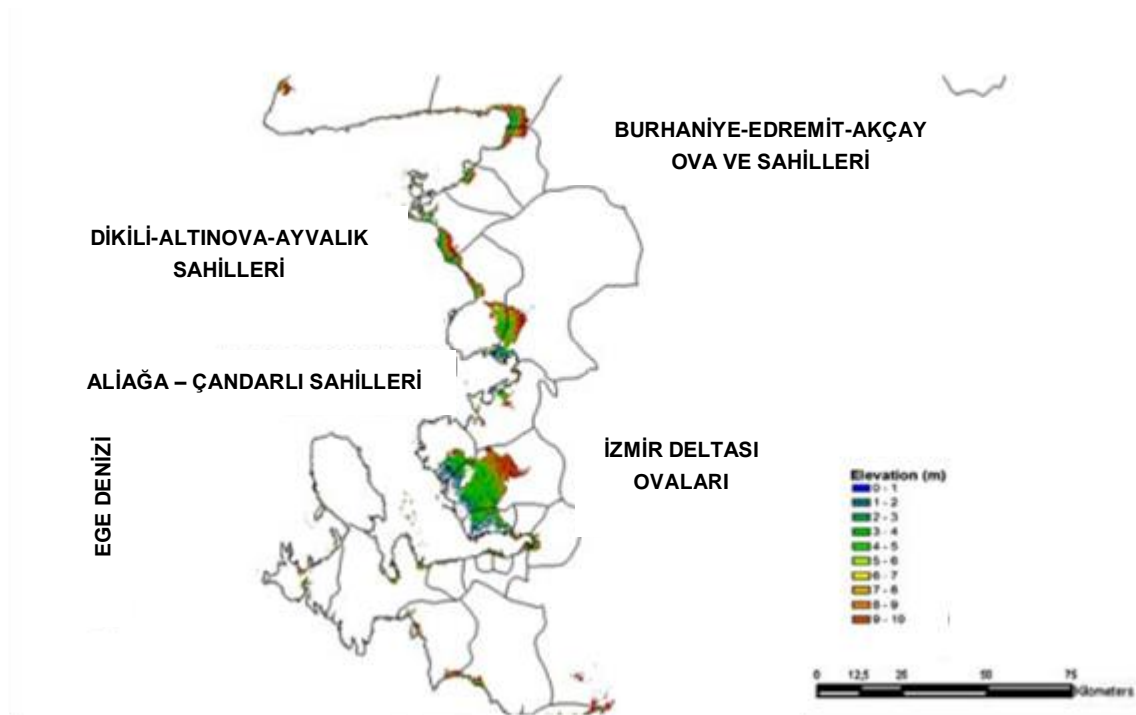 BURHANİYE-EDREMİT-AKÇAY
OVA VE SAHİLLERİ
DİKİLİ-ALTINOVA-AYVALIK
SAHİLLERİ
ALİAĞA – ÇANDARLI SAHİLLERİ
EGE DENİZİ
İZMİR DELTASI
OVALARI
Elevation (m)
0 - 1
1 - 2
2 - 3
3 - 4
4 - 5
5 - 6
6 - 7
7 - 8
8 - 9
9 - 10
0 12,5 25 50 75
Kilometers